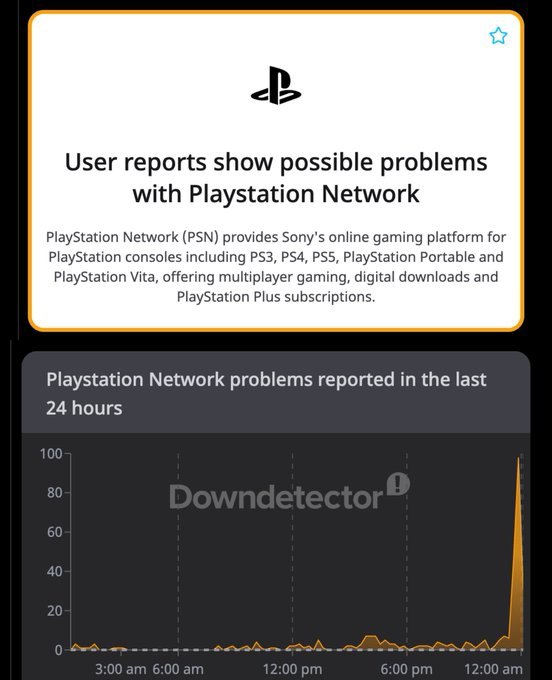 User reports show possible problems
with Playstation Network
PlayStation Network (PSN) provides Sony's online gaming platform for
PlayStation consoles including PS3, PS4, PS5, PlayStation Portable and
PlayStation Vita, offering multiplayer gaming, digital downloads and
PlayStation Plus subscriptions.
Playstation Network problems reported in the last
24 hours
100
Downdetector
80
60
40
20
0
3:00 am 6:00 am 12:00 pm 6:00 pm 12:00 am